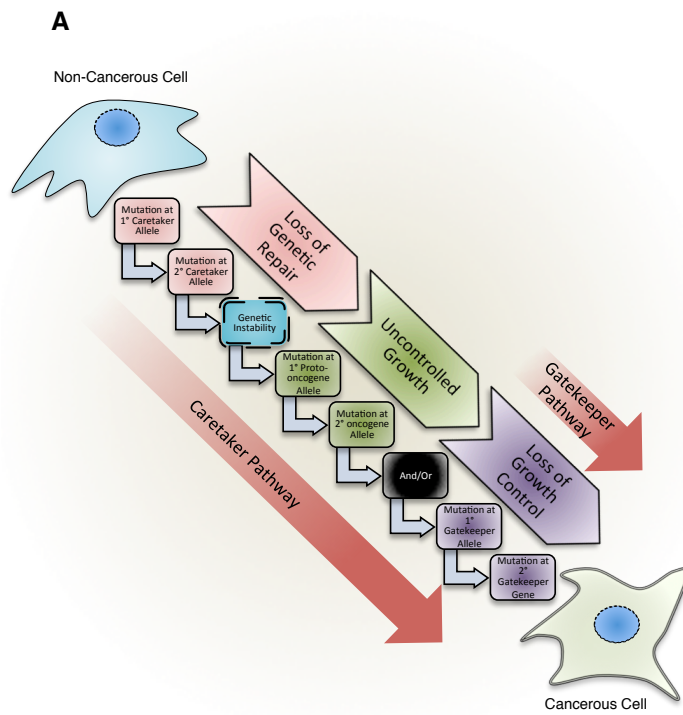 A
Non-Cancerous Cell
Mutation at
1° Caretaker
Allele
Mutation at
2° Caretaker
Allele
Genetic
Instability
Mutation at
1° Proto-
oncogene
Allele
Mutation at
2° oncogene
Allele
And/Or
Mutation at
1°
Gatekeeper
Allele
Mutation at
2°
Gatekeeper
Gene
Loss of
Genetic
Repair
Uncontrolled
Growth
Loss of
Growth
Control
Gatekeeper
Pathway
Caretaker Pathway
Cancerous Cell